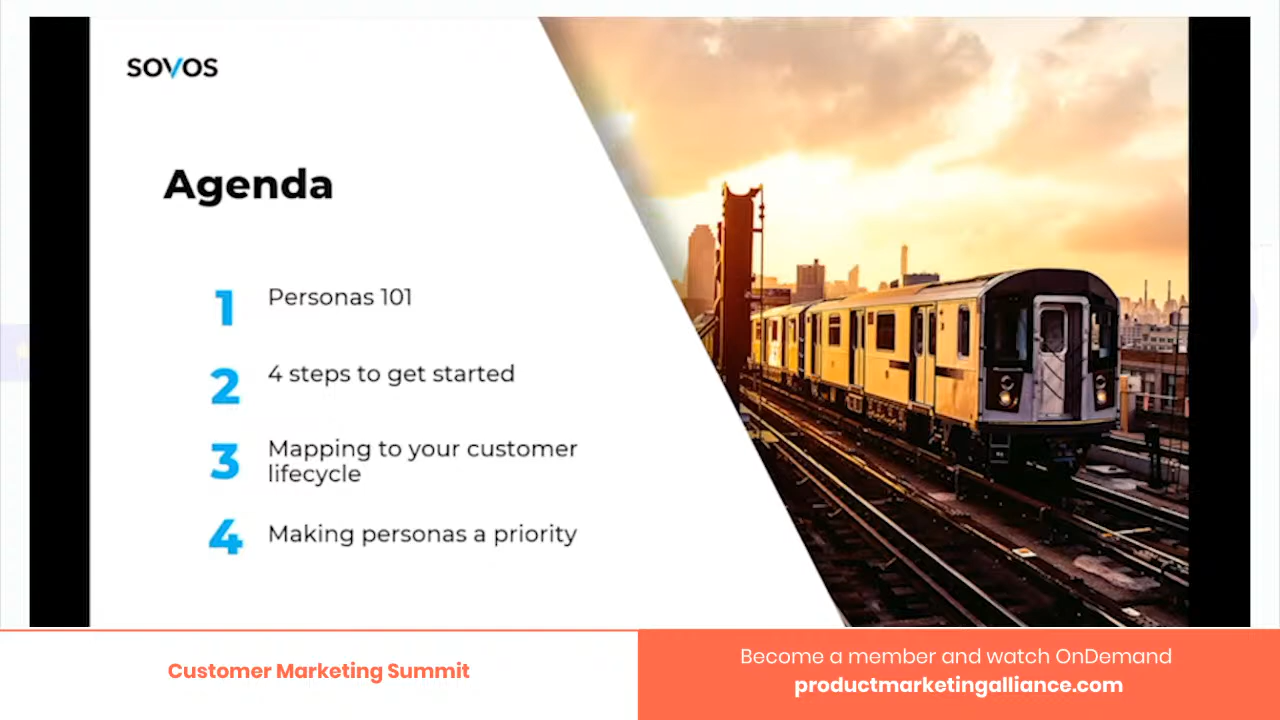 SOVOS
Agenda
1 Personas 101
2 4 steps to get started
3 Mapping to your customer
lifecycle
4 Making personas a priority
Customer Marketing Summit
Become a member and watch OnDemand
productmarketingalliance.com